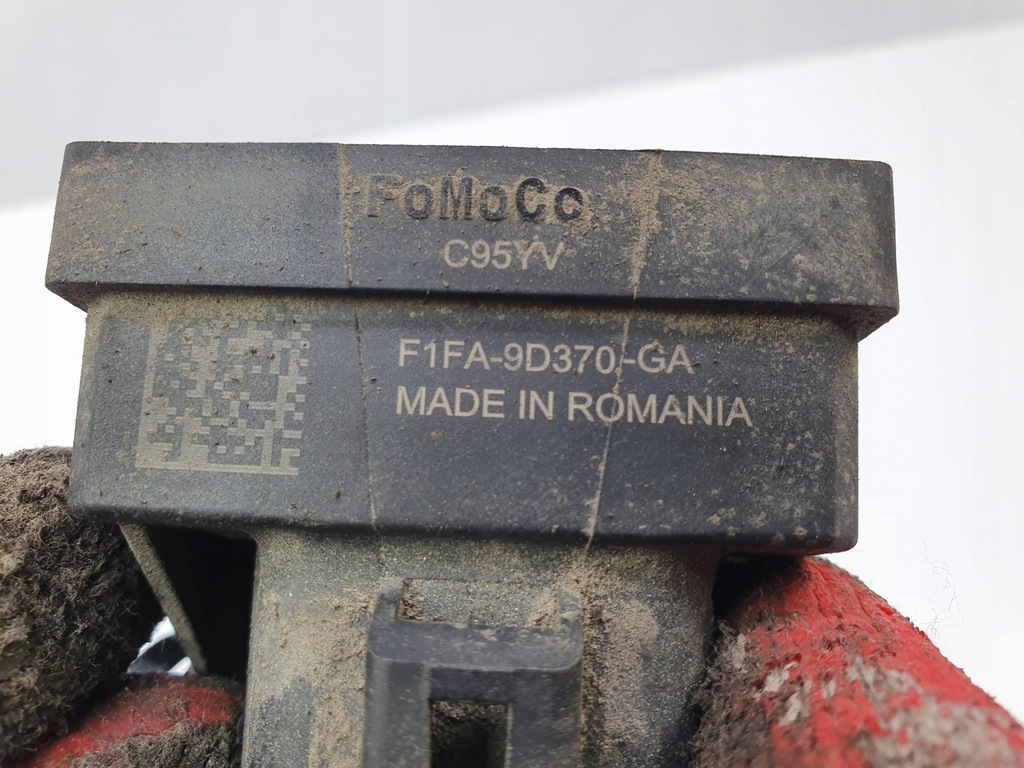 FoMoCo
C95YV
F1FA-9D370-GA
MADE IN ROMANIA